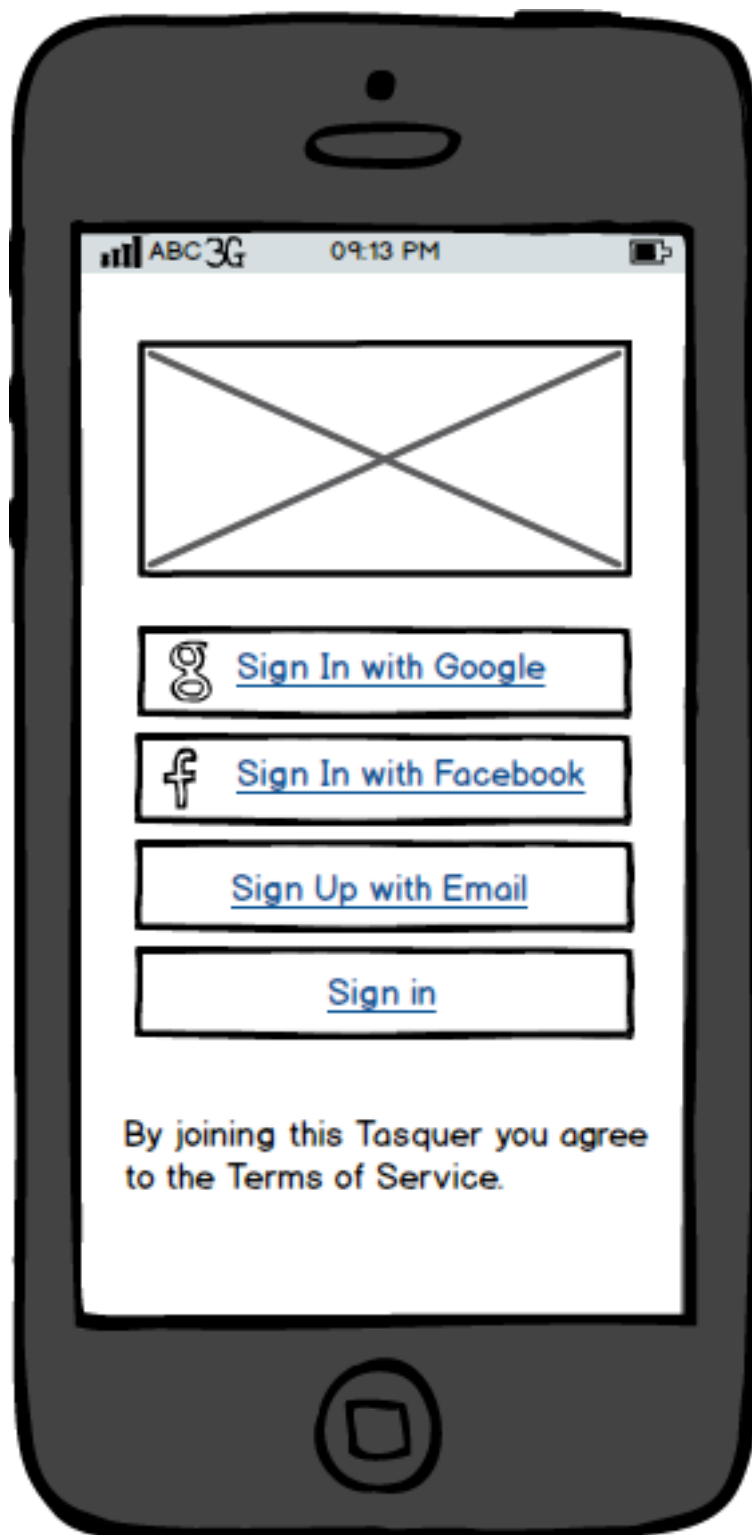 ABC 3G 09:13 PM
g Sign In with Google
f Sign In with Facebook
Sign Up with Email
Sign in
By joining this Tasquer you agree
to the Terms of Service.